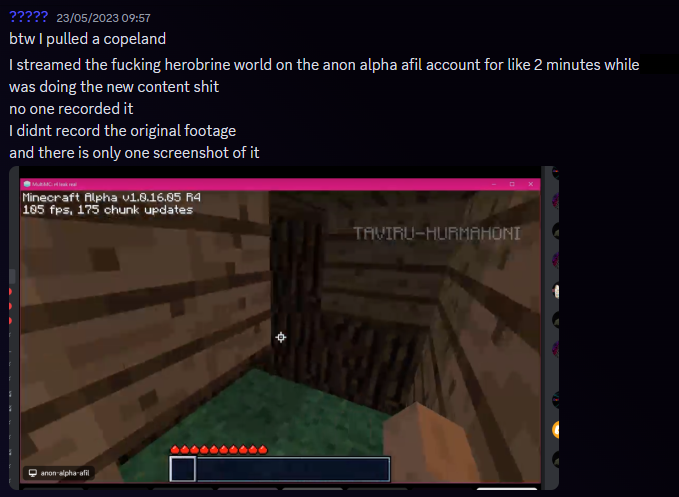 ????? 23/05/2023 09:57
btw I pulled a copeland
I streamed the fucking herobrine world on the anon alpha afil account for like 2 minutes while
was doing the new content shit
no one recorded it
I didnt record the original footage
and there is only one screenshot of it
Minecraft Alpha v1.0.16.05 R4
105 fps, 175 chunk updates
TAVIRU-HURMAHONI
anon-alpha-afil